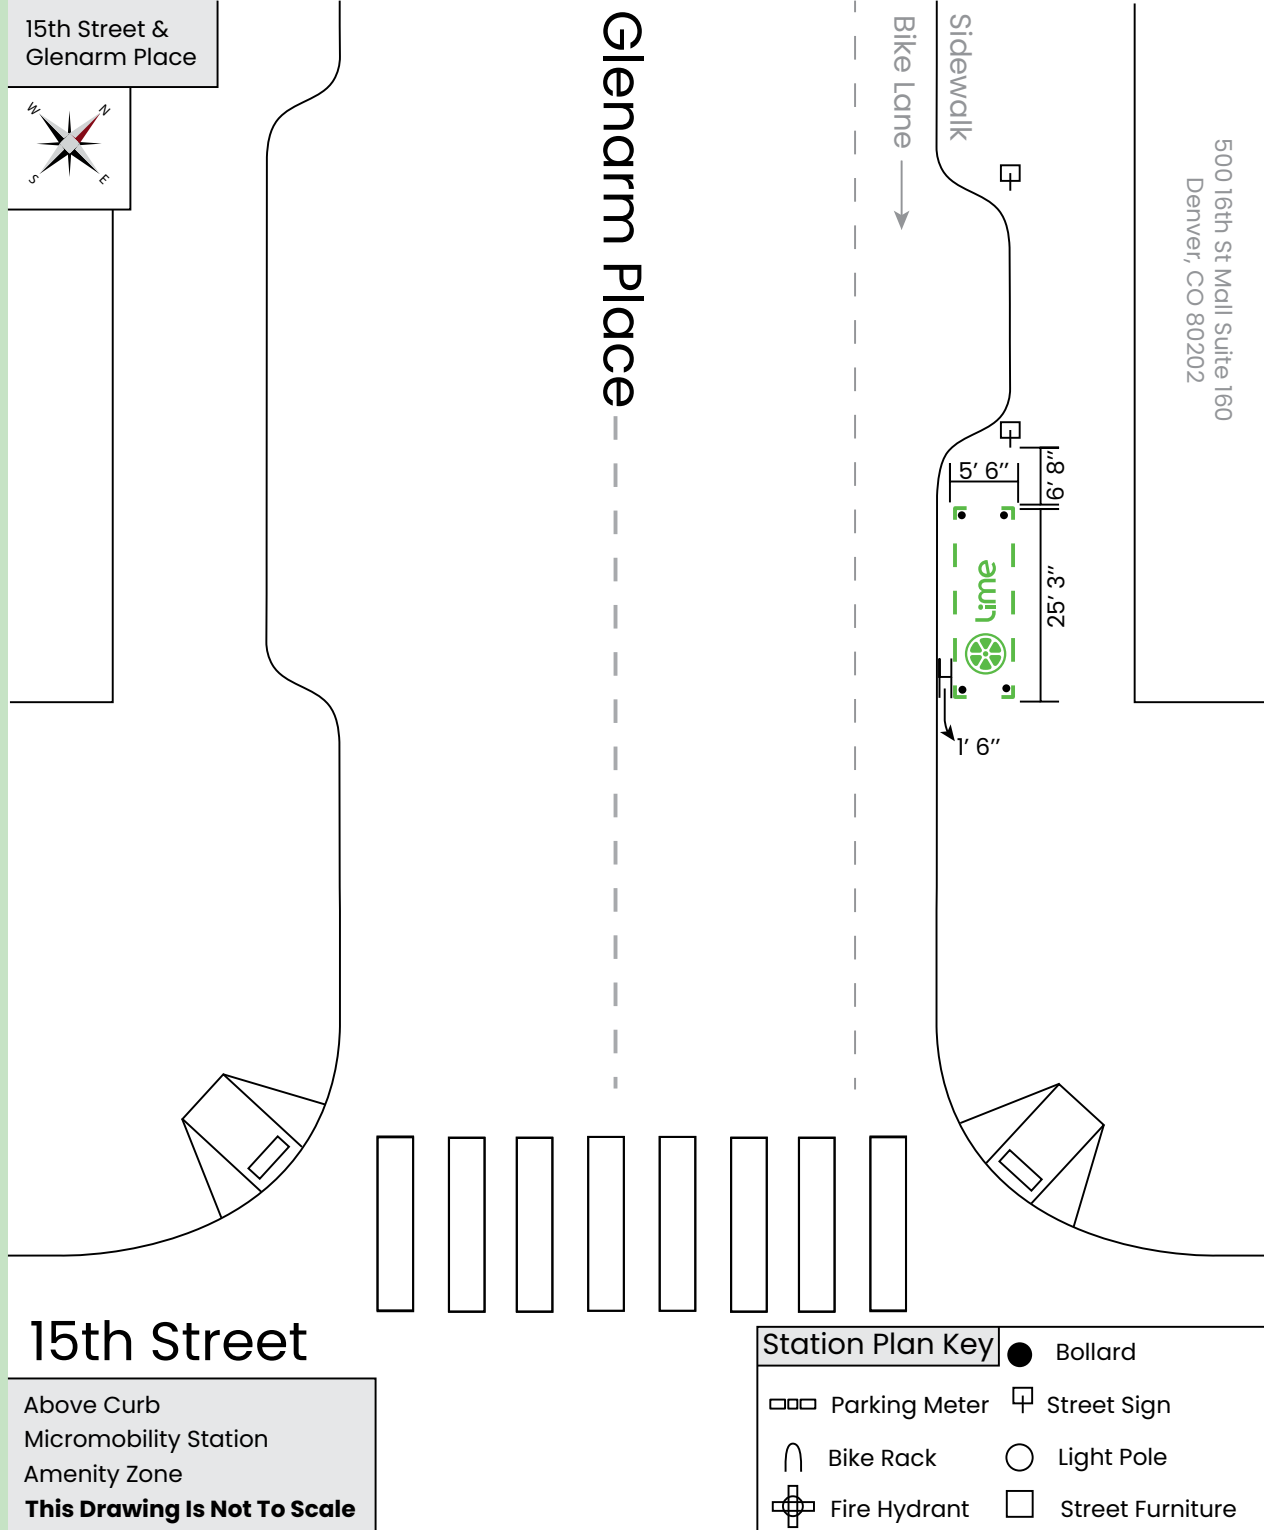 15th Street &
Glenarm Place
W
N
S
E
Glenarm Place
Bike Lane
Sidewalk
500 16th St Mall Suite 160
Denver, CO 80202
5’ 6’’
6’ 8’’
25’ 3’’
Lime
1’ 6’’
15th Street
Above Curb
Micromobility Station
Amenity Zone
This Drawing Is Not To Scale
Station Plan Key
Bollard
Parking Meter
Street Sign
Bike Rack
Light Pole
Fire Hydrant
Street Furniture